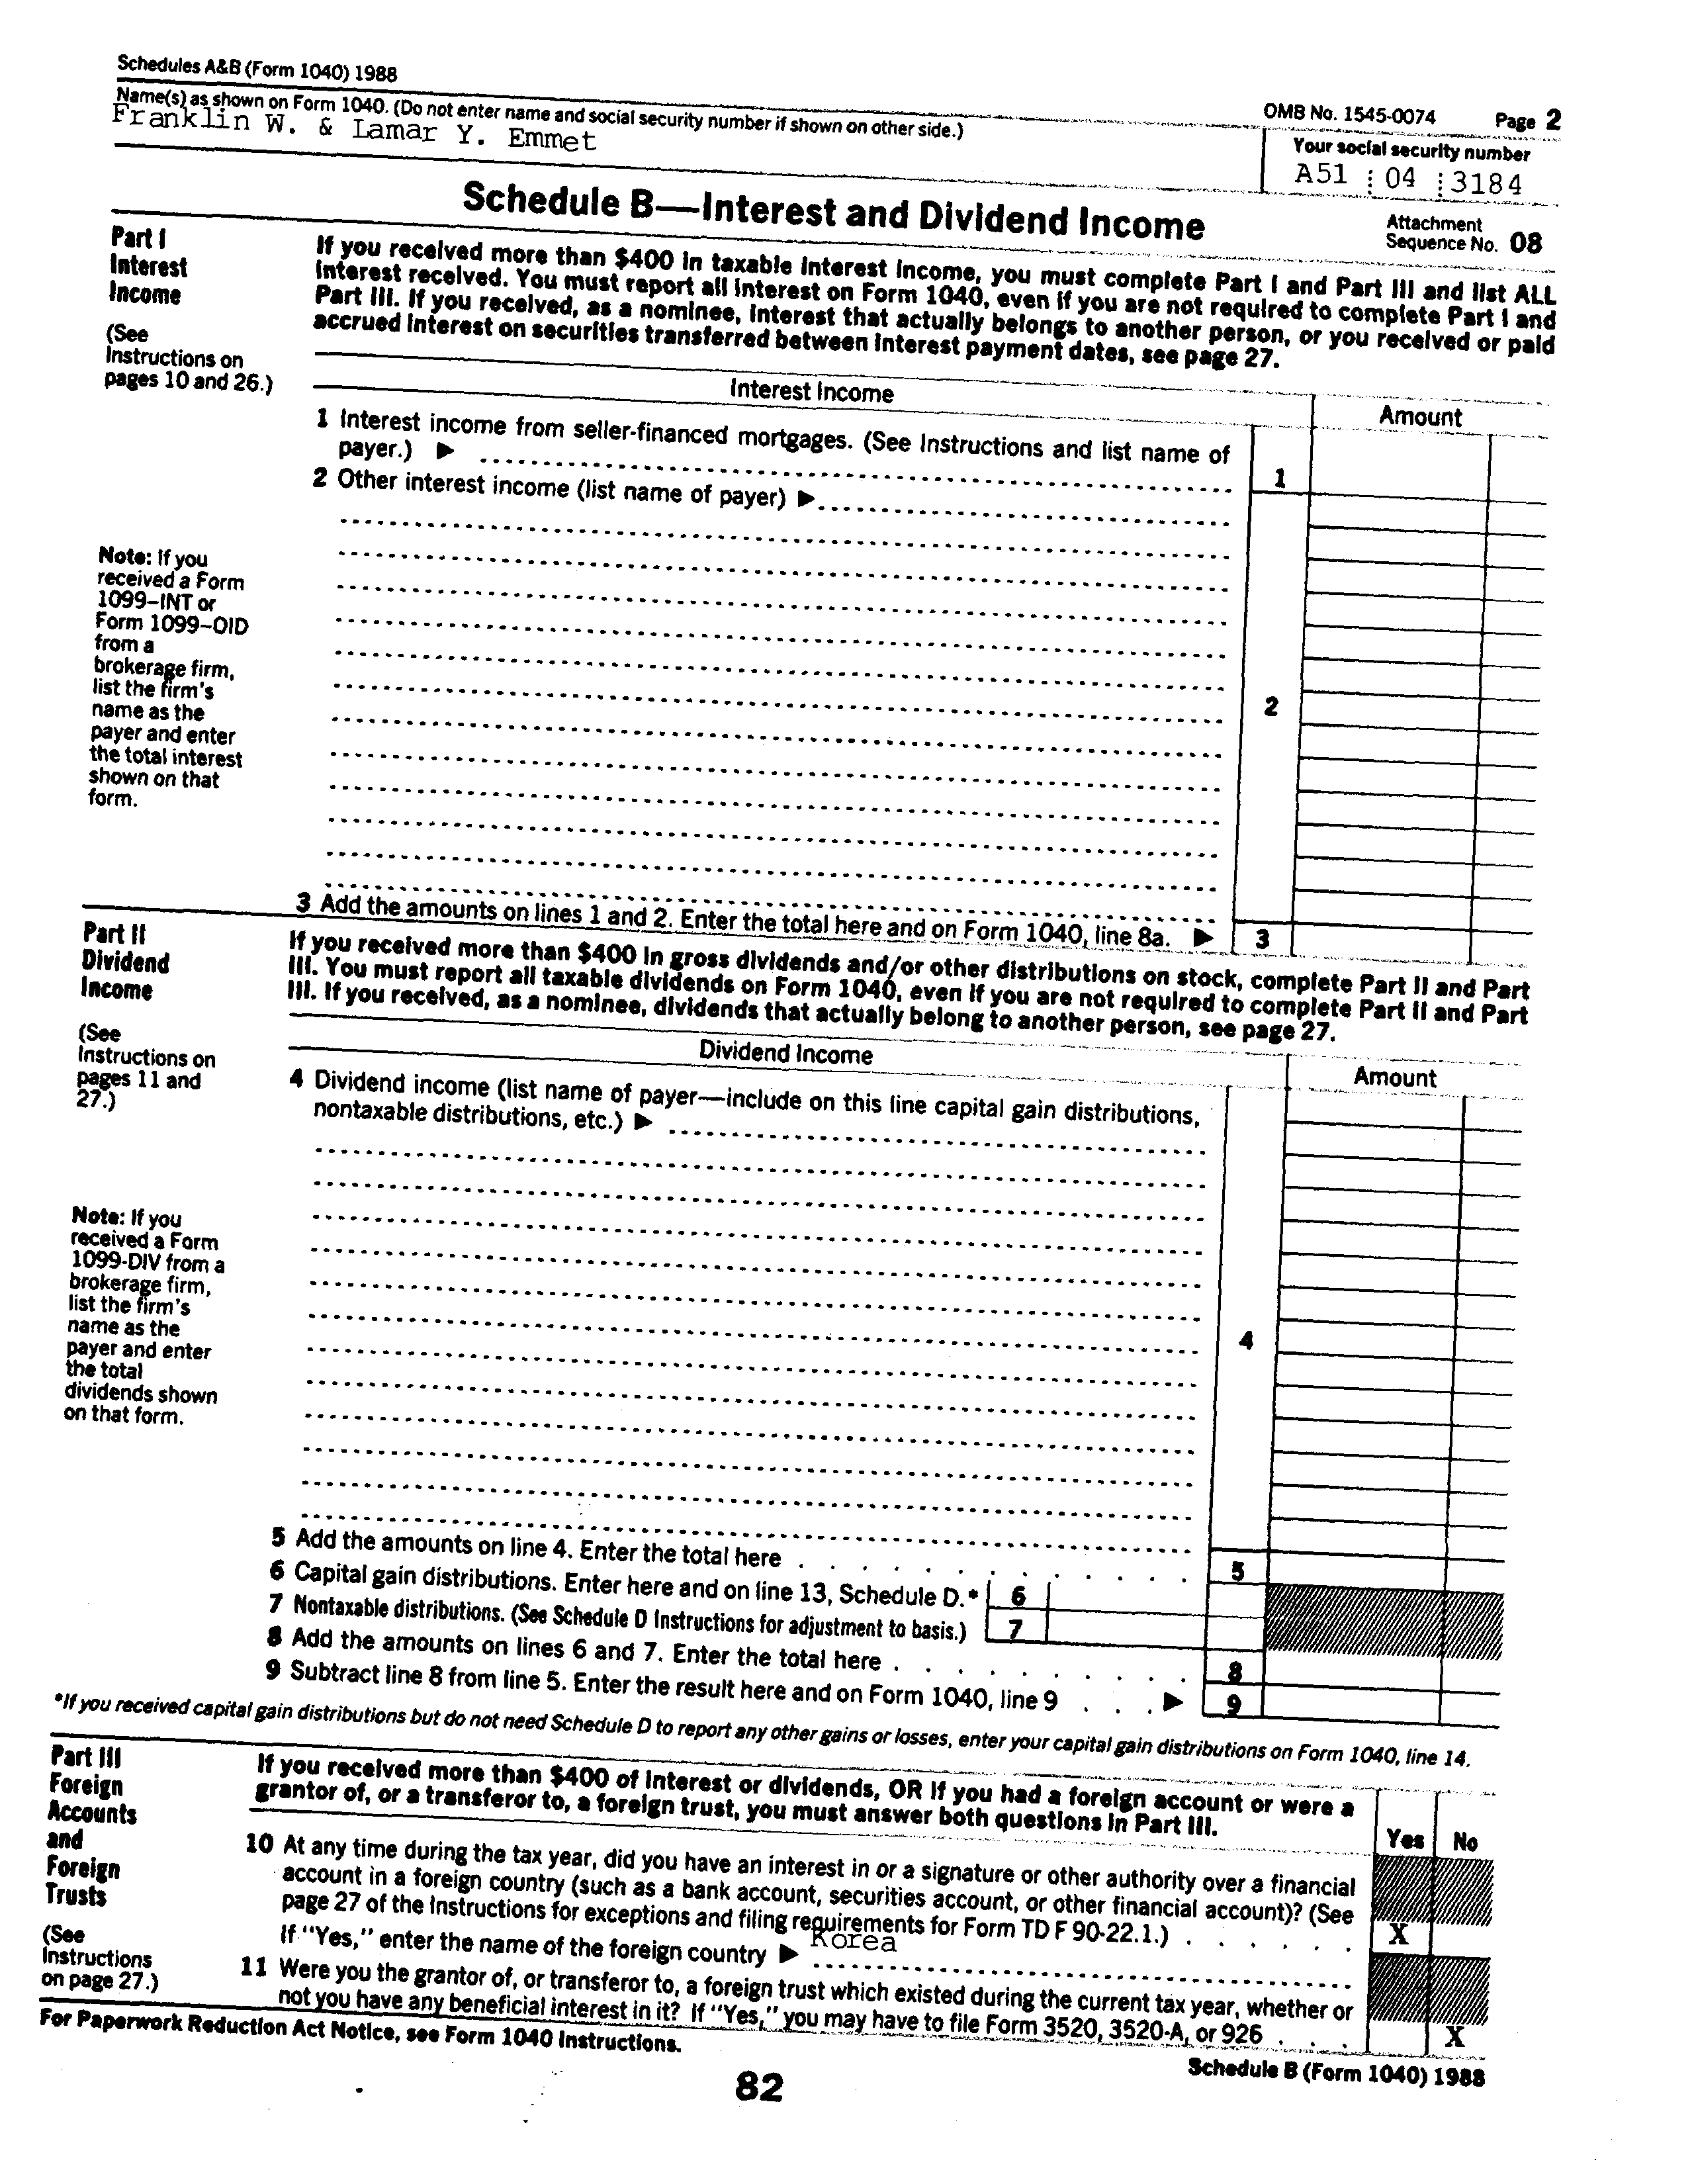 Schedules A&B (Form 1040) 1988
OMB No. 1545-0074 Page 2
Name(s) as shown on Form 1040. (Do not enter name and social security number if shown on other side.)
Franklin W. & Lamar Y. Emmet
Your social security number
A51 04 3184
Schedule B—Interest and Dividend Income
Attachment
Sequence No. 08
Part I
Interest
Income
(See
Instructions on
pages 10 and 26.)
If you received more than $400 in taxable interest income, you must complete Part I and Part III and list ALL
interest received. You must report all interest on Form 1040, even if you are not required to complete Part I and
Part III. If you received, as a nominee, interest that actually belongs to another person, or you received or paid
accrued interest on securities transferred between interest payment dates, see page 27.
Interest Income
Amount
1 Interest income from seller-financed mortgages. (See Instructions and list name of
payer.) ▶
1
2 Other interest income (list name of payer) ▶
Note: If you
received a Form
1099–INT or
Form 1099–OID
from a
brokerage firm,
list the firm's
name as the
payer and enter
the total interest
shown on that
form.
2
3 Add the amounts on lines 1 and 2. Enter the total here and on Form 1040, line 8a. ▶ 3
Part II
Dividend
Income
(See
Instructions on
pages 11 and
27.)
If you received more than $400 in gross dividends and/or other distributions on stock, complete Part II and Part
III. You must report all taxable dividends on Form 1040, even if you are not required to complete Part II and Part
III. If you received, as a nominee, dividends that actually belong to another person, see page 27.
Dividend Income
Amount
4 Dividend income (list name of payer—include on this line capital gain distributions,
nontaxable distributions, etc.) ▶
Note: If you
received a Form
1099-DIV from a
brokerage firm,
list the firm's
name as the
payer and enter
the total
dividends shown
on that form.
4
5 Add the amounts on line 4. Enter the total here 5
6 Capital gain distributions. Enter here and on line 13, Schedule D.* 6
7 Nontaxable distributions. (See Schedule D Instructions for adjustment to basis.) 7
8 Add the amounts on lines 6 and 7. Enter the total here 8
9 Subtract line 8 from line 5. Enter the result here and on Form 1040, line 9 ▶ 9
*If you received capital gain distributions but do not need Schedule D to report any other gains or losses, enter your capital gain distributions on Form 1040, line 14.
Part III
Foreign
Accounts
and
Foreign
Trusts
(See
Instructions
on page 27.)
If you received more than $400 of interest or dividends, OR if you had a foreign account or were a
grantor of, or a transferor to, a foreign trust, you must answer both questions in Part III.
Yes No
10 At any time during the tax year, did you have an interest in or a signature or other authority over a financial
account in a foreign country (such as a bank account, securities account, or other financial account)? (See
page 27 of the Instructions for exceptions and filing requirements for Form TD F 90-22.1.) X
If "Yes," enter the name of the foreign country ▶ Korea
11 Were you the grantor of, or transferor to, a foreign trust which existed during the current tax year, whether or
not you have any beneficial interest in it? If "Yes," you may have to file Form 3520, 3520-A, or 926 X
For Paperwork Reduction Act Notice, see Form 1040 Instructions.
Schedule B (Form 1040) 1988
82